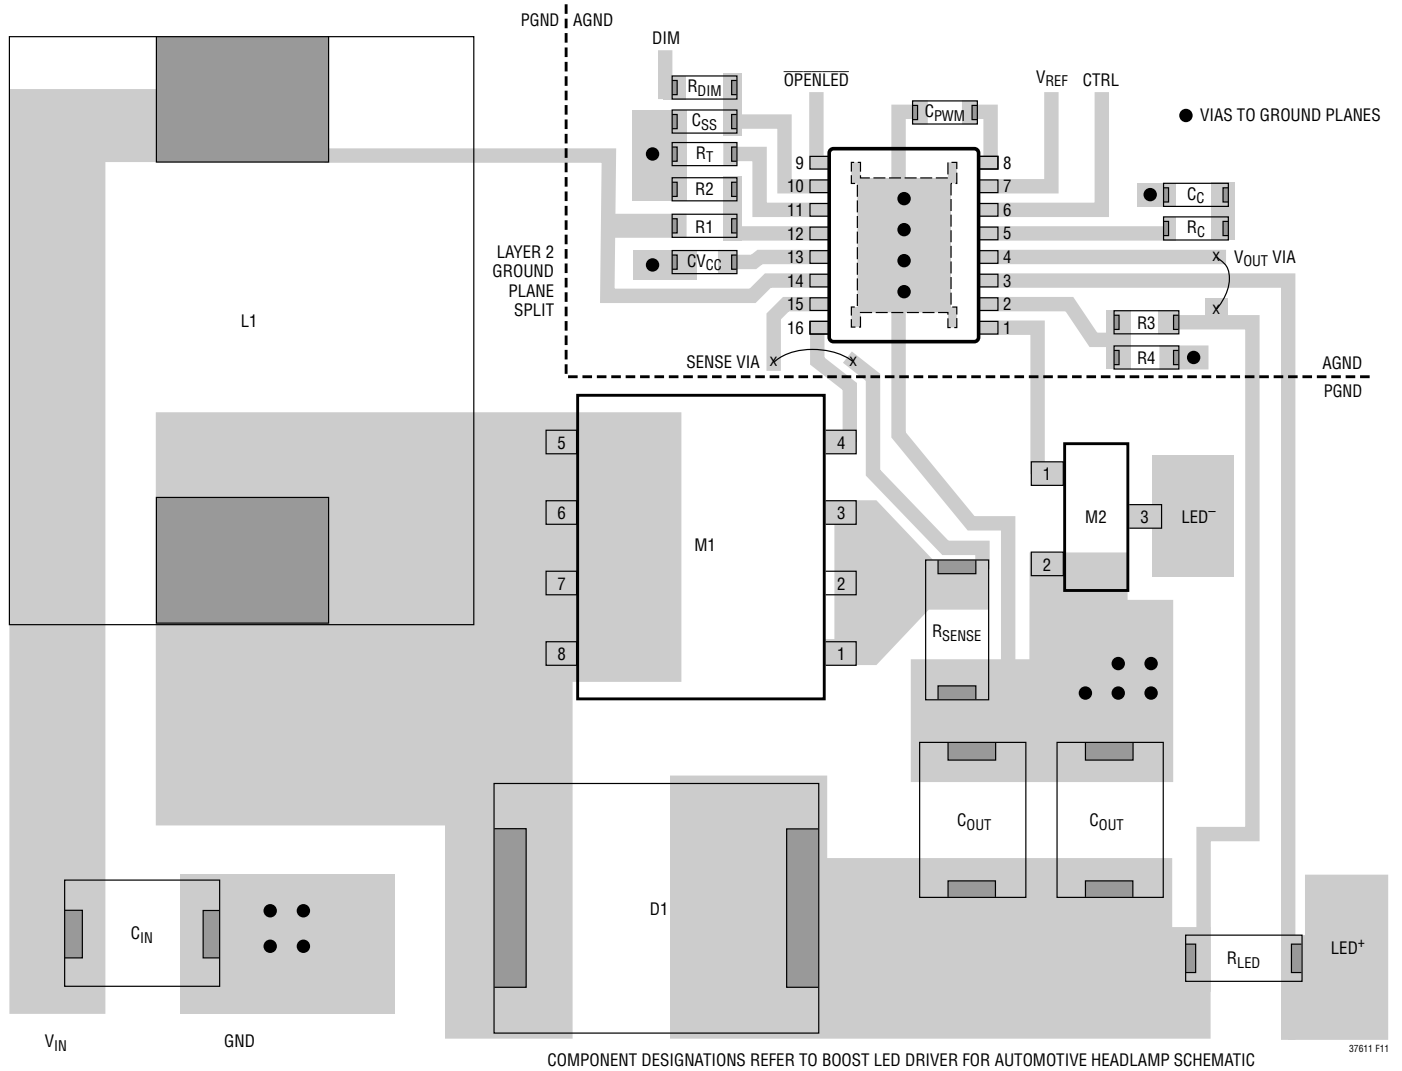 PGND AGND
DIM
OPENLED
VREF CTRL
RDIM
CSS
RT
R2
R1
CVCC
CPWM
VIAS TO GROUND PLANES
9
10
11
12
13
14
15
16
8
7
6
5
4
3
2
1
CC
RC
VOUT VIA
x
x
R3
R4
LAYER 2
GROUND
PLANE
SPLIT
SENSE VIA x x
AGND
PGND
L1
5
6
7
8
M1
4
3
2
1
1
2
M2
3
LED–
RSENSE
COUT
COUT
D1
CIN
RLED
LED+
VIN
GND
COMPONENT DESIGNATIONS REFER TO BOOST LED DRIVER FOR AUTOMOTIVE HEADLAMP SCHEMATIC
37611 F11